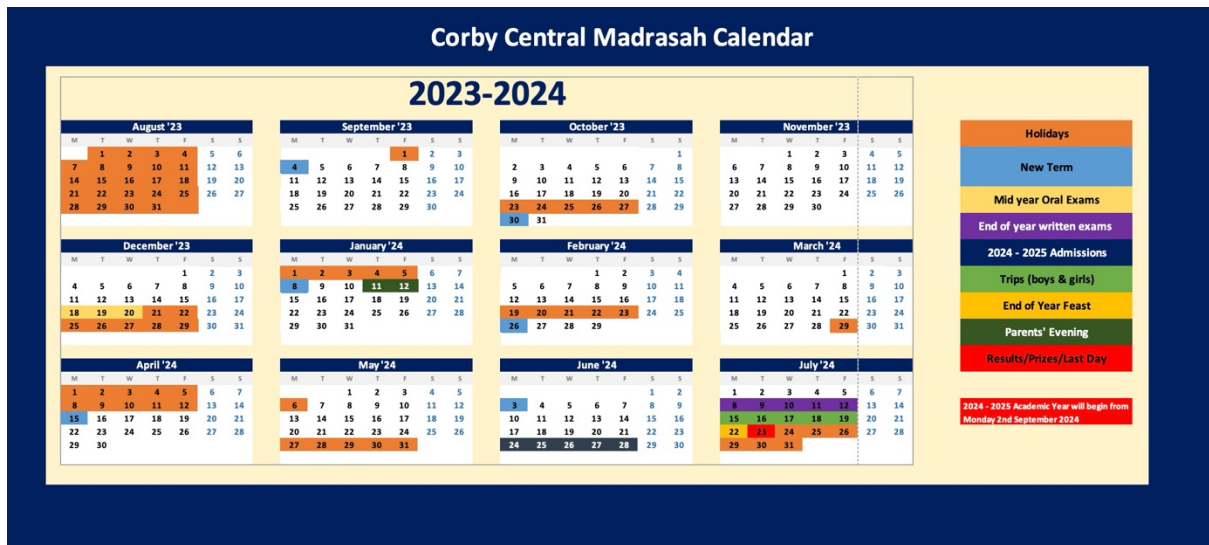 Corby Central Madrasah Calendar
2023-2024
August '23
M T W T F S S
1 2 3 4 5 6
7 8 9 10 11 12 13
14 15 16 17 18 19 20
21 22 23 24 25 26 27
28 29 30 31
September '23
M T W T F S S
1 2 3
4 5 6 7 8 9 10
11 12 13 14 15 16 17
18 19 20 21 22 23 24
25 26 27 28 29 30
October '23
M T W T F S S
1
2 3 4 5 6 7 8
9 10 11 12 13 14 15
16 17 18 19 20 21 22
23 24 25 26 27 28 29
30 31
November '23
M T W T F S S
1 2 3 4 5
6 7 8 9 10 11 12
13 14 15 16 17 18 19
20 21 22 23 24 25 26
27 28 29 30
December '23
M T W T F S S
1 2 3
4 5 6 7 8 9 10
11 12 13 14 15 16 17
18 19 20 21 22 23 24
25 26 27 28 29 30 31
January '24
M T W T F S S
1 2 3 4 5 6 7
8 9 10 11 12 13 14
15 16 17 18 19 20 21
22 23 24 25 26 27 28
29 30 31
February '24
M T W T F S S
1 2 3 4
5 6 7 8 9 10 11
12 13 14 15 16 17 18
19 20 21 22 23 24 25
26 27 28 29
March '24
M T W T F S S
1 2 3
4 5 6 7 8 9 10
11 12 13 14 15 16 17
18 19 20 21 22 23 24
25 26 27 28 29 30 31
April '24
M T W T F S S
1 2 3 4 5 6 7
8 9 10 11 12 13 14
15 16 17 18 19 20 21
22 23 24 25 26 27 28
29 30
May '24
M T W T F S S
1 2 3 4 5
6 7 8 9 10 11 12
13 14 15 16 17 18 19
20 21 22 23 24 25 26
27 28 29 30 31
June '24
M T W T F S S
1 2
3 4 5 6 7 8 9
10 11 12 13 14 15 16
17 18 19 20 21 22 23
24 25 26 27 28 29 30
July '24
M T W T F S S
1 2 3 4 5 6 7
8 9 10 11 12 13 14
15 16 17 18 19 20 21
22 23 24 25 26 27 28
29 30 31
Holidays
New Term
Mid year Oral Exams
End of year written exams
2024 - 2025 Admissions
Trips (boys & girls)
End of Year Feast
Parents' Evening
Results/Prizes/Last Day
2024 - 2025 Academic Year will begin from
Monday 2nd September 2024